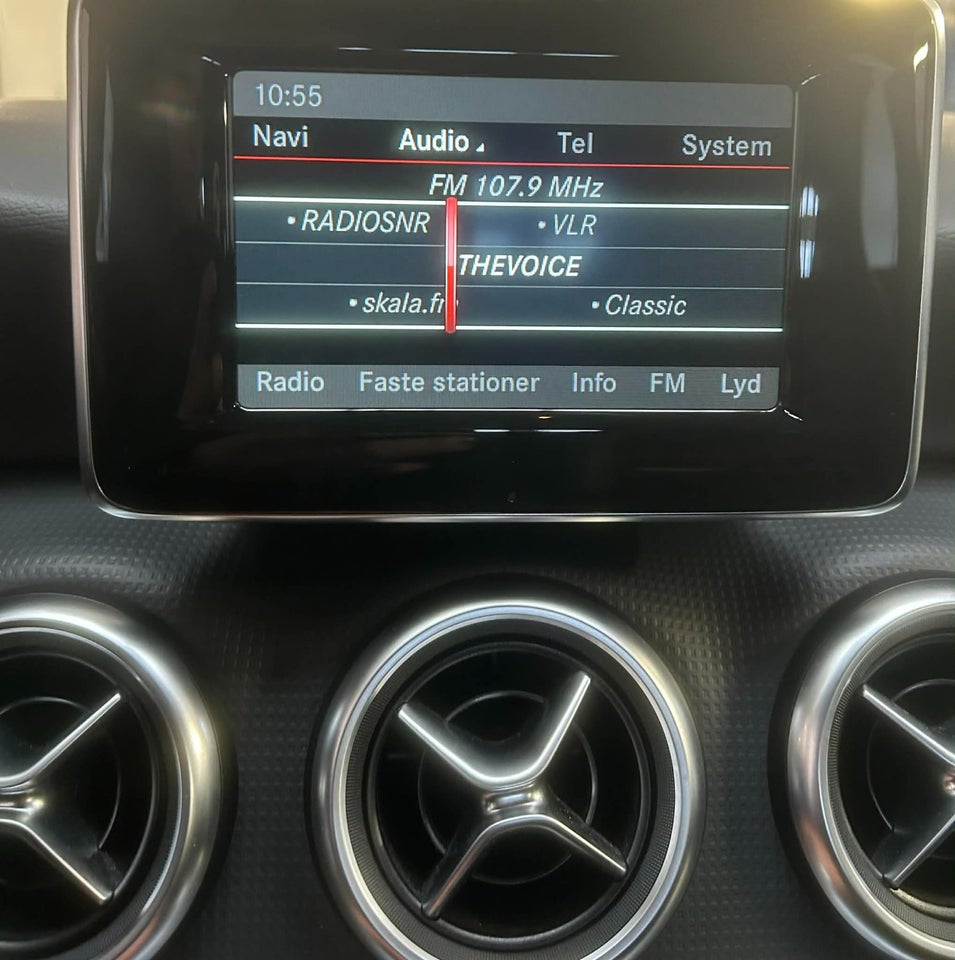 10:55
Navi Audio Tel System
FM 107.9 MHz
• RADIOSNR • VLR
THEVOICE
• skala.fm • Classic
Radio Faste stationer Info FM Lyd